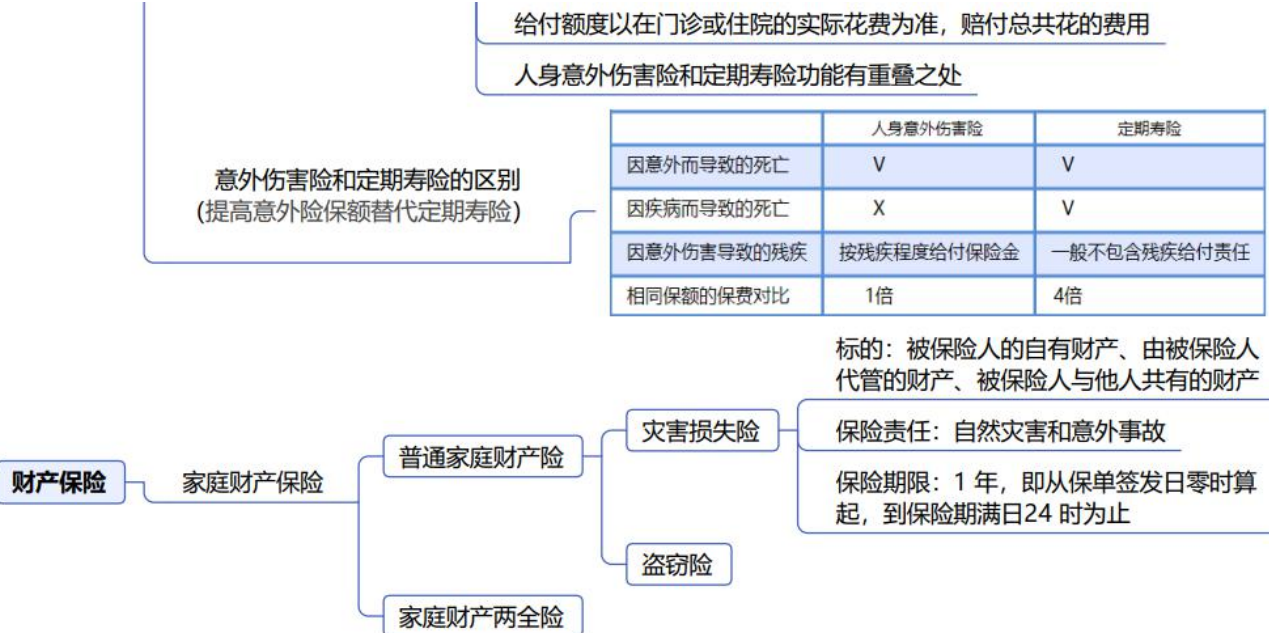 给付额度以在门诊或住院的实际花费为准，赔付总共花的费用
人身意外伤害险和定期寿险功能有重叠之处
意外伤害险和定期寿险的区别
(提高意外险保额替代定期寿险)
人身意外伤害险 定期寿险
因意外而导致的死亡 V V
因疾病而导致的死亡 X V
因意外伤害导致的残疾 按残疾程度给付保险金 一般不包含残疾给付责任
相同保额的保费对比 1倍 4倍
财产保险
家庭财产保险
普通家庭财产险
灾害损失险
标的：被保险人的自有财产、由被保险人
代管的财产、被保险人与他人共有的财产
保险责任：自然灾害和意外事故
保险期限：1 年，即从保单签发日零时算
起，到保险期满日24 时为止
盗窃险
家庭财产两全险